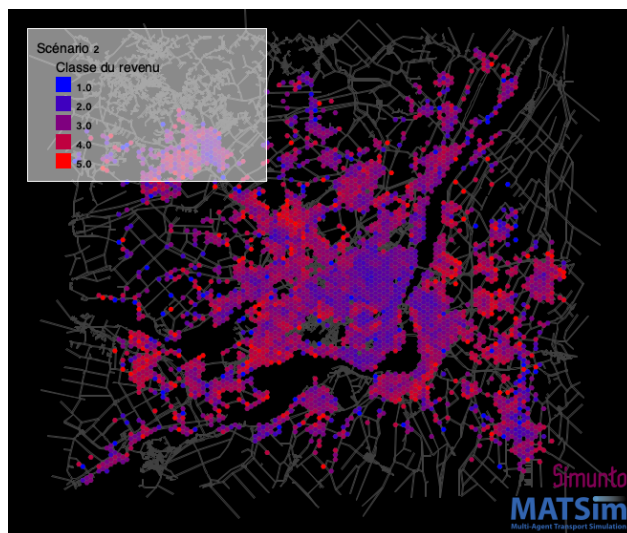 Scénario 2
Classe du revenu
1.0
2.0
3.0
4.0
5.0
Simunto
MATSim
Multi-Agent Transport Simulation